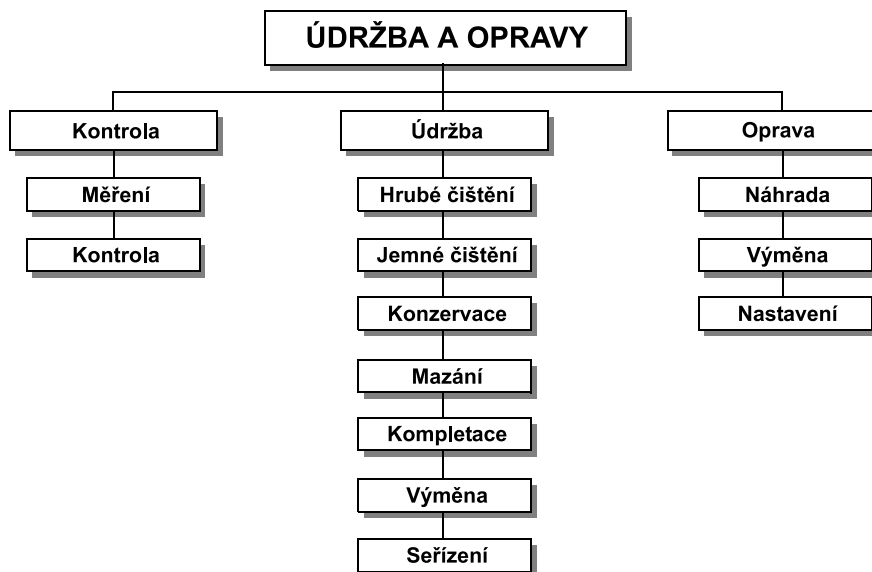 ÚDRŽBA A OPRAVY
Kontrola
Měření
Kontrola
Údržba
Hrubé čištění
Jemné čištění
Konzervace
Mazání
Kompletace
Výměna
Seřízení
Oprava
Náhrada
Výměna
Nastavení